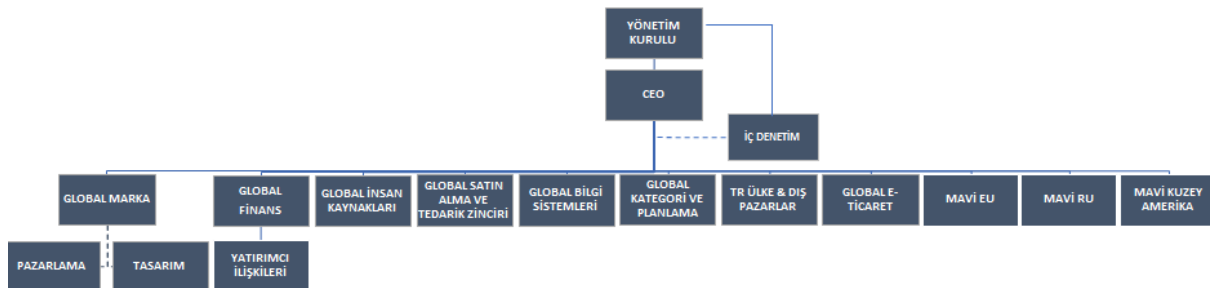 YÖNETİM
KURULU
CEO
İÇ DENETİM
GLOBAL MARKA
GLOBAL
FİNANS
GLOBAL İNSAN
KAYNAKLARI
GLOBAL SATIN
ALMA VE
TEDARİK ZİNCİRİ
GLOBAL BİLGİ
SİSTEMLERİ
GLOBAL
KATEGORİ VE
PLANLAMA
TR ÜLKE & DIŞ
PAZARLAR
GLOBAL E-
TİCARET
MAVİ EU
MAVİ RU
MAVİ KUZEY
AMERİKA
PAZARLAMA
TASARIM
YATIRIMCI
İLİŞKİLERİ